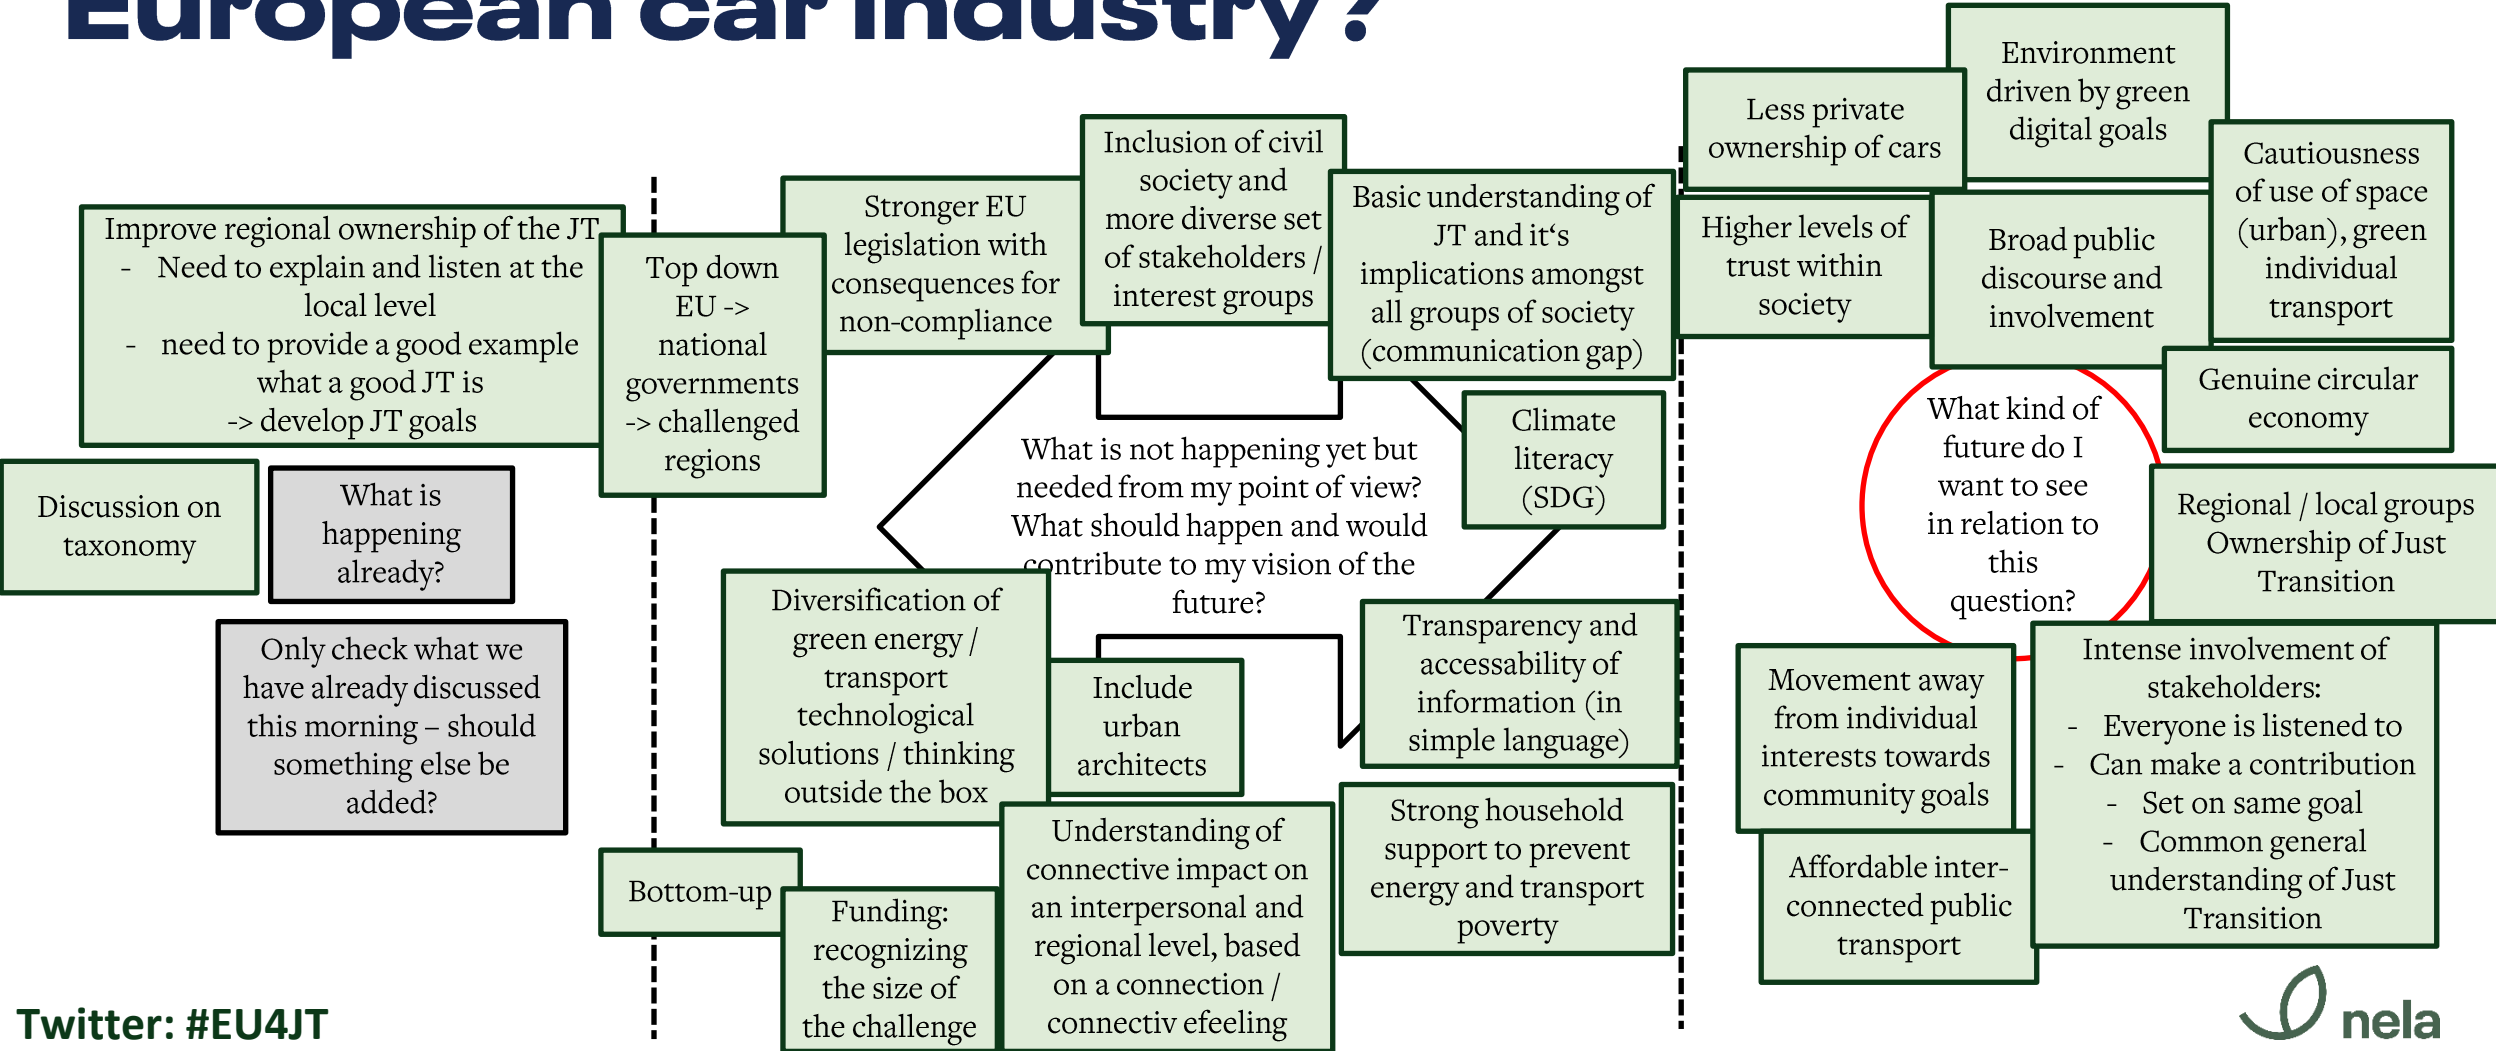 European car industry?
Improve regional ownership of the JT
- Need to explain and listen at the
local level
- need to provide a good example
what a good JT is
-> develop JT goals
Discussion on
taxonomy
What is
happening
already?
Only check what we
have already discussed
this morning – should
something else be
added?
Top down
EU ->
national
governments
-> challenged
regions
Stronger EU
legislation with
consequences for
non-compliance
Inclusion of civil
society and
more diverse set
of stakeholders /
interest groups
Basic understanding of
JT and it‘s
implications amongst
all groups of society
(communication gap)
Climate
literacy
(SDG)
What is not happening yet but
needed from my point of view?
What should happen and would
contribute to my vision of the
future?
Diversification of
green energy /
transport
technological
solutions / thinking
outside the box
Include
urban
architects
Transparency and
accessability of
information (in
simple language)
Strong household
support to prevent
energy and transport
poverty
Bottom-up
Funding:
recognizing
the size of
the challenge
Understanding of
connective impact on
an interpersonal and
regional level, based
on a connection /
connectiv efeeling
Less private
ownership of cars
Environment
driven by green
digital goals
Cautiousness
of use of space
(urban), green
individual
transport
Higher levels of
trust within
society
Broad public
discourse and
involvement
Genuine circular
economy
What kind of
future do I
want to see
in relation to
this
question?
Regional / local groups
Ownership of Just
Transition
Movement away
from individual
interests towards
community goals
Intense involvement of
stakeholders:
- Everyone is listened to
- Can make a contribution
- Set on same goal
- Common general
understanding of Just
Transition
Affordable inter-
connected public
transport
Twitter: #EU4JT
nela